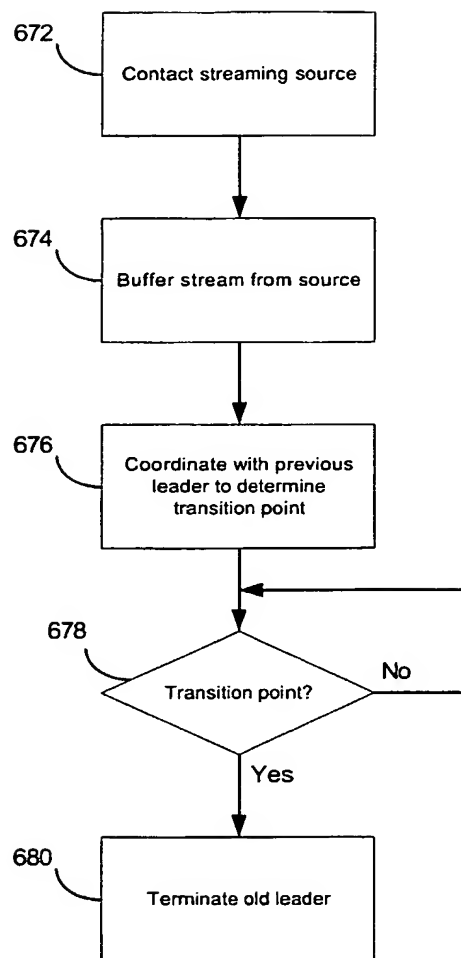 672
Contact streaming source
674
Buffer stream from source
676
Coordinate with previous
leader to determine
transition point
678
Transition point?
No
Yes
680
Terminate old leader